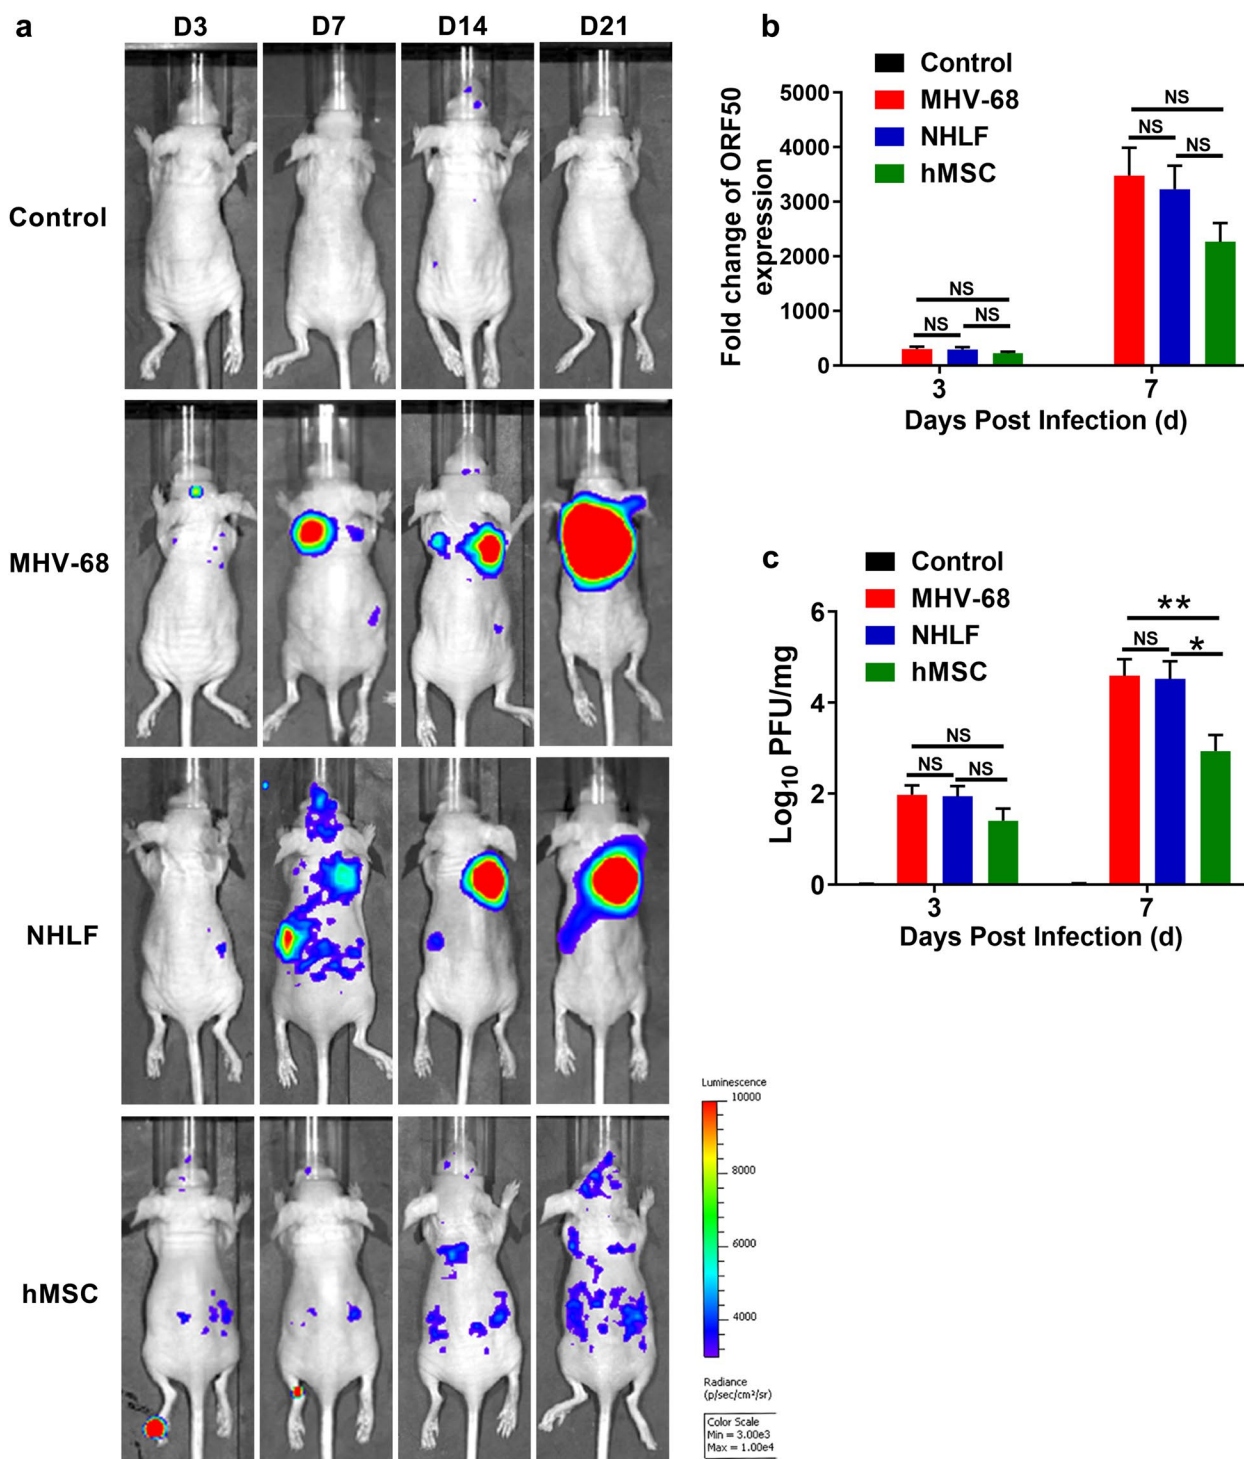 a
D3 D7 D14 D21
Control
MHV-68
NHLF
hMSC
Luminescence
10000
8000
6000
4000
Radiance
(p/sec/cm²/sr)
Color Scale
Min = 3.00e3
Max = 1.00e4
b
Control
MHV-68
NHLF
hMSC
Fold change of ORF50
expression
5000
4000
3000
2000
1000
0
NS
NS
NS
NS
NS
NS
3 7
Days Post Infection (d)
c
Control
MHV-68
NHLF
hMSC
Log₁₀ PFU/mg
6
4
2
0
NS
NS
NS
**
NS
*
3 7
Days Post Infection (d)